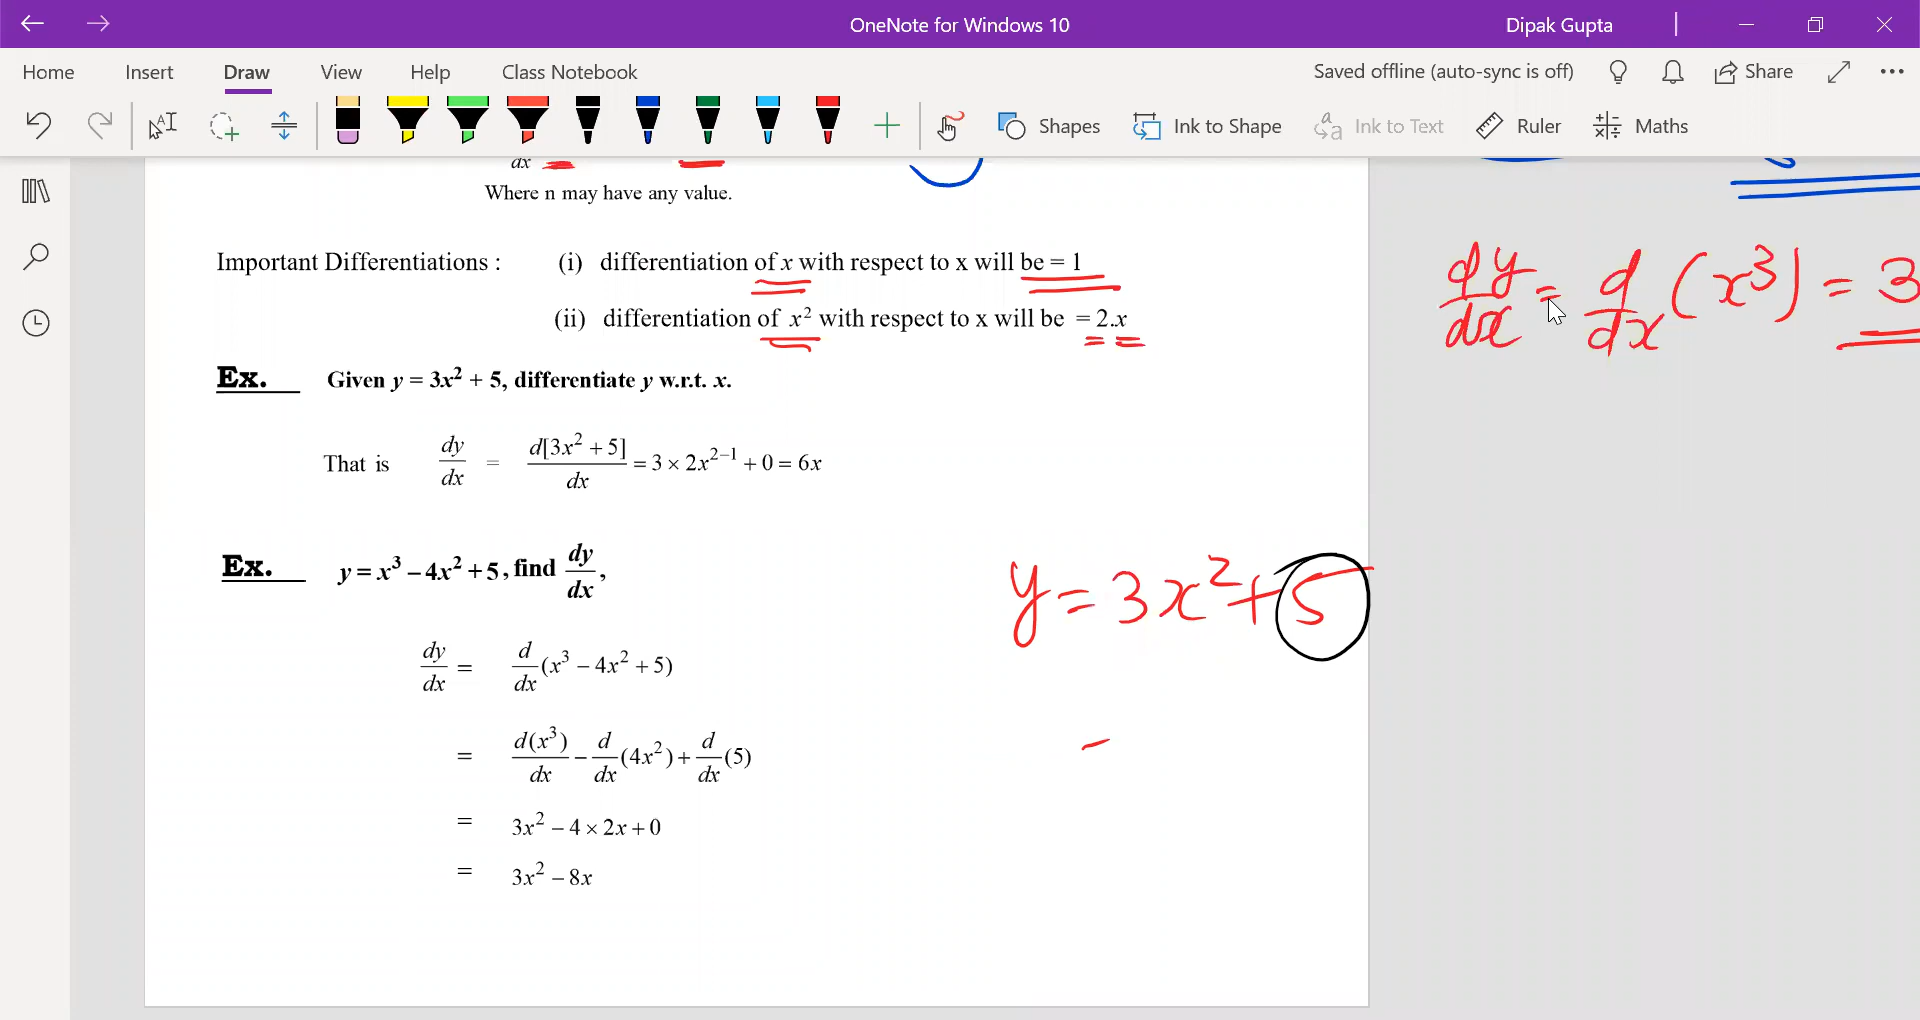 OneNote for Windows 10
Dipak Gupta
Home Insert Draw View Help Class Notebook
Saved offline (auto-sync is off) Share
Shapes Ink to Shape Ink to Text Ruler Maths
dx
Where n may have any value.
Important Differentiations : (i) differentiation of x with respect to x will be = 1
(ii) differentiation of x² with respect to x will be = 2.x
dy/dx = d/dx (x³) = 3
Ex. Given y = 3x² + 5, differentiate y w.r.t. x.
That is dy/dx = d[3x² + 5]/dx = 3 × 2x²⁻¹ + 0 = 6x
Ex. y = x³ – 4x² + 5, find dy/dx,
y = 3x² + 5
dy/dx = d/dx (x³ – 4x² + 5)
= d(x³)/dx – d/dx (4x²) + d/dx (5)
= 3x² – 4 × 2x + 0
= 3x² – 8x